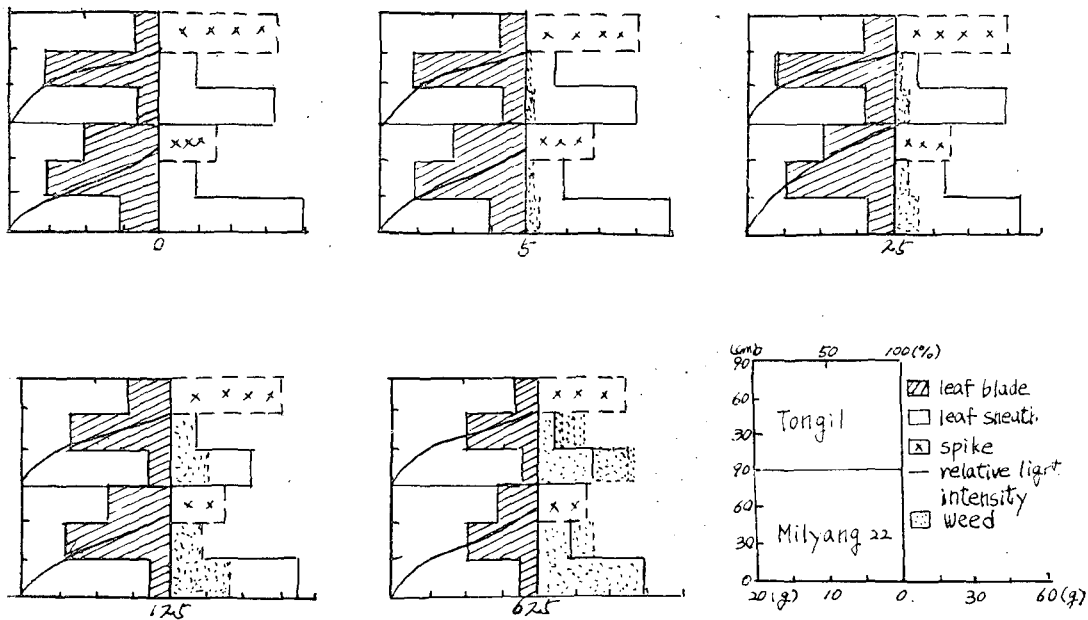 0
5
25
125
625
(cm)
50 100(%)
90
60
30
90
60
30
0
Tongil
Milyang 22
20(g) 10 0. 30 60(g)
leaf blade
leaf sheath.
spike
relative light
intensity
weed